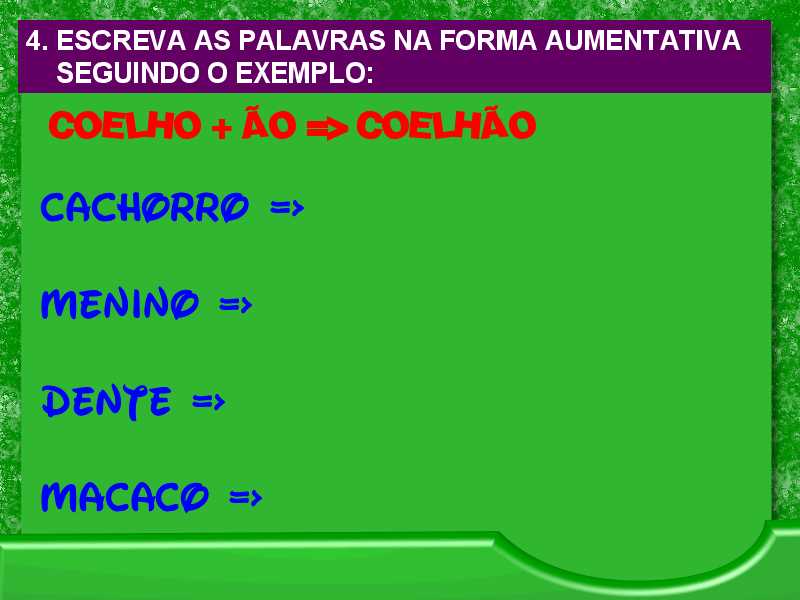 4. ESCREVA AS PALAVRAS NA FORMA AUMENTATIVA
SEGUINDO O EXEMPLO:
COELHO + ÃO => COELHÃO
CACHORRO =>
MENINO =>
DENTE =>
MACACO =>